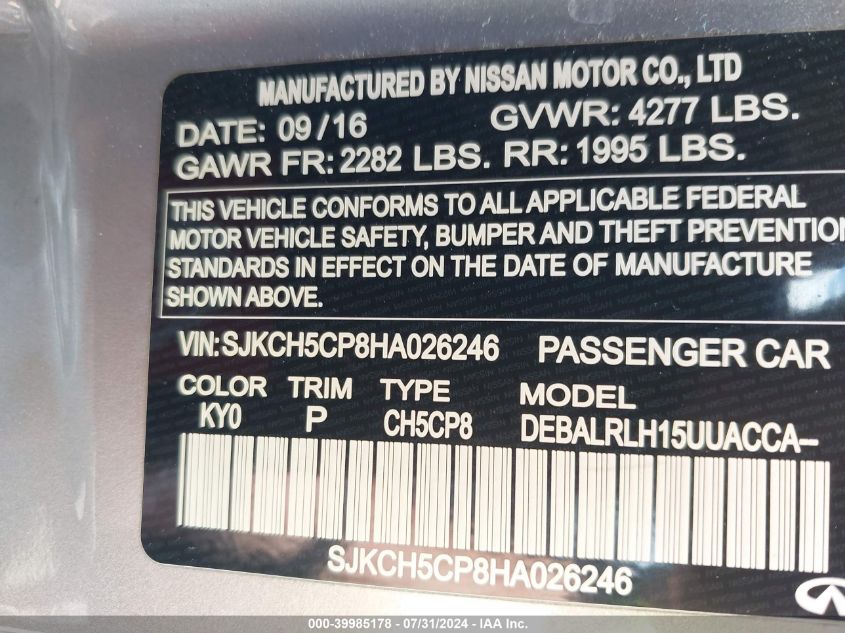 MANUFACTURED BY NISSAN MOTOR CO., LTD
DATE: 09/16 GVWR: 4277 LBS.
GAWR FR: 2282 LBS. RR: 1995 LBS.
THIS VEHICLE CONFORMS TO ALL APPLICABLE FEDERAL
MOTOR VEHICLE SAFETY, BUMPER AND THEFT PREVENTION
STANDARDS IN EFFECT ON THE DATE OF MANUFACTURE
SHOWN ABOVE.
VIN: SJKCH5CP8HA026246 PASSENGER CAR
COLOR TRIM TYPE MODEL
KY0 P CH5CP8 DEBALRLH15UUACCA-
SJKCH5CP8HA026246
000-39985178 - 07/31/2024 - IAA Inc.